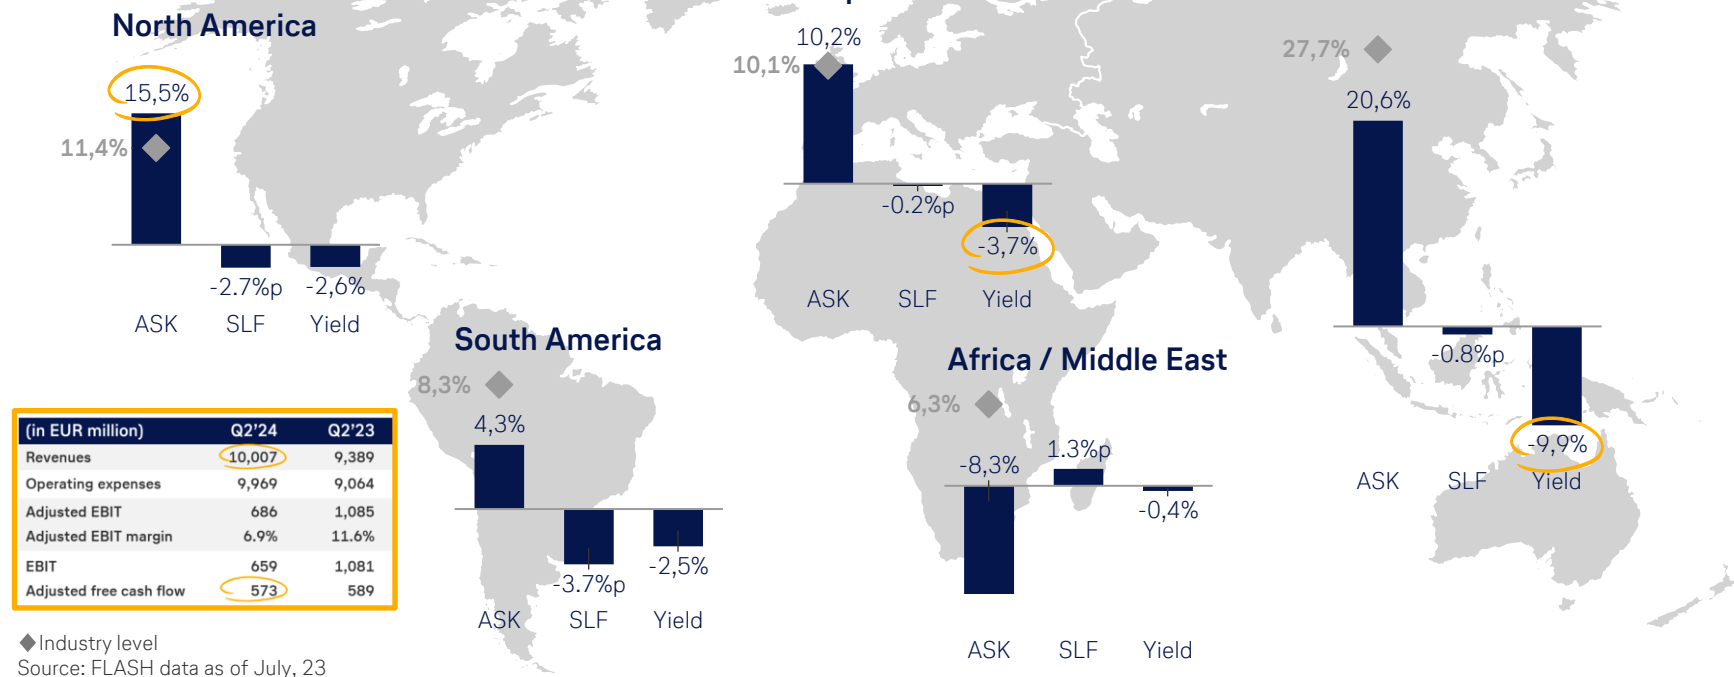 North America
15,5%
11,4%
-2.7%p
-2,6%
ASK SLF Yield
10,2%
10,1%
-0.2%p
-3,7%
ASK SLF Yield
27,7%
20,6%
-0.8%p
-9,9%
ASK SLF Yield
South America
8,3%
4,3%
-3.7%p
-2,5%
ASK SLF Yield
Africa / Middle East
6,3%
-8,3%
1.3%p
-0,4%
ASK SLF Yield
(in EUR million) Q2’24 Q2’23
Revenues 10,007 9,389
Operating expenses 9,969 9,064
Adjusted EBIT 686 1,085
Adjusted EBIT margin 6.9% 11.6%
EBIT 659 1,081
Adjusted free cash flow 573 589
Industry level
Source: FLASH data as of July, 23